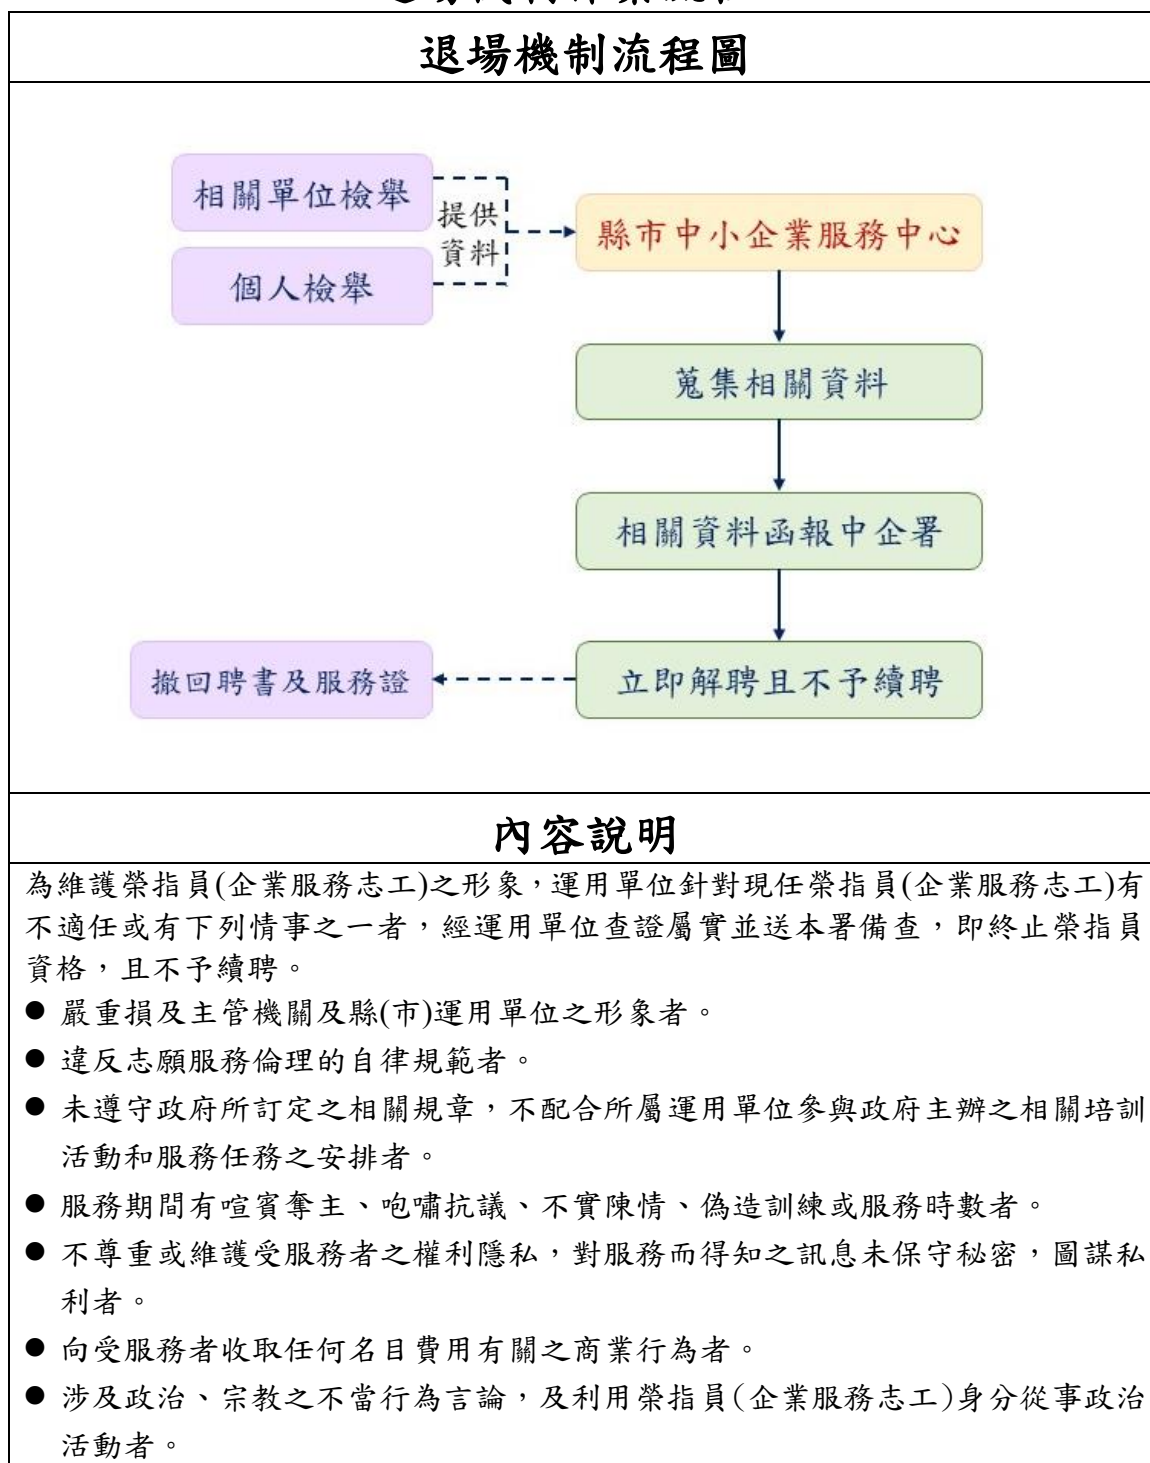 退場機制流程圖
相關單位檢舉
個人檢舉
提供
資料
縣市中小企業服務中心
蒐集相關資料
相關資料函報中企署
立即解聘且不予續聘
撤回聘書及服務證
內容說明
為維護榮指員(企業服務志工)之形象，運用單位針對現任榮指員(企業服務志工)有
不適任或有下列情事之一者，經運用單位查證屬實並送本署備查，即終止榮指員
資格，且不予續聘。
● 嚴重損及主管機關及縣(市)運用單位之形象者。
● 違反志願服務倫理的自律規範者。
● 未遵守政府所訂定之相關規章，不配合所屬運用單位參與政府主辦之相關培訓
活動和服務任務之安排者。
● 服務期間有喧賓奪主、咆嘯抗議、不實陳情、偽造訓練或服務時數者。
● 不尊重或維護受服務者之權利隱私，對服務而得知之訊息未保守秘密，圖謀私
利者。
● 向受服務者收取任何名目費用有關之商業行為者。
● 涉及政治、宗教之不當行為言論，及利用榮指員(企業服務志工)身分從事政治
活動者。